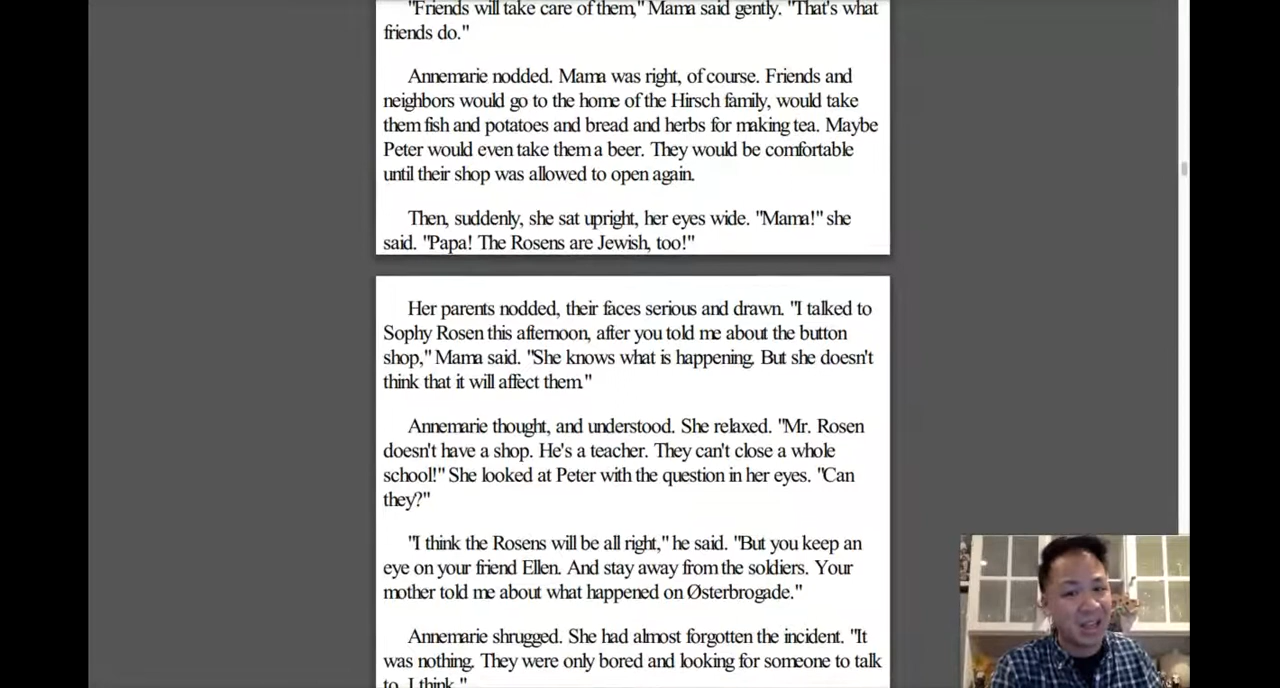 "Friends will take care of them," Mama said gently. "That's what
friends do."
Annemarie nodded. Mama was right, of course. Friends and
neighbors would go to the home of the Hirsch family, would take
them fish and potatoes and bread and herbs for making tea. Maybe
Peter would even take them a beer. They would be comfortable
until their shop was allowed to open again.
Then, suddenly, she sat upright, her eyes wide. "Mama!" she
said. "Papa! The Rosens are Jewish, too!"
Her parents nodded, their faces serious and drawn. "I talked to
Sophy Rosen this afternoon, after you told me about the button
shop," Mama said. "She knows what is happening. But she doesn't
think that it will affect them."
Annemarie thought, and understood. She relaxed. "Mr. Rosen
doesn't have a shop. He's a teacher. They can't close a whole
school!" She looked at Peter with the question in her eyes. "Can
they?"
"I think the Rosens will be all right," he said. "But you keep an
eye on your friend Ellen. And stay away from the soldiers. Your
mother told me about what happened on Østerbrogade."
Annemarie shrugged. She had almost forgotten the incident. "It
was nothing. They were only bored and looking for someone to talk
to, I think."